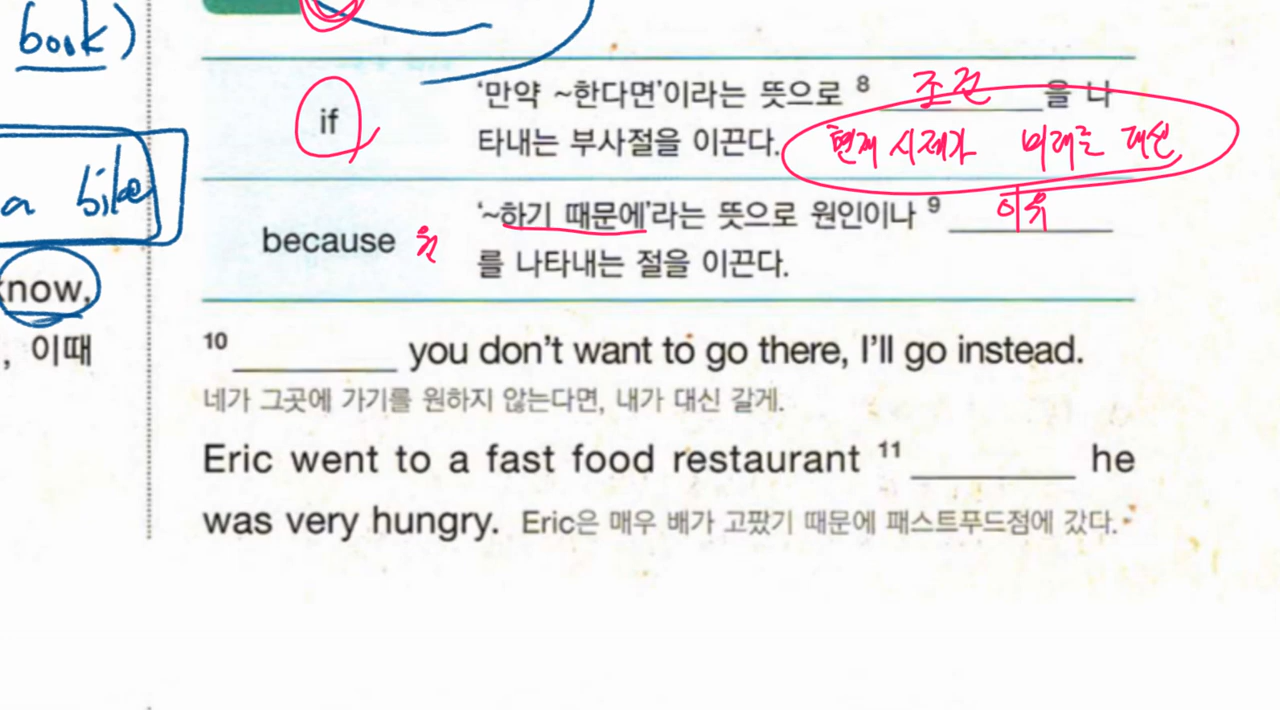 book)
if
'만약 ~한다면'이라는 뜻으로 8 조건 을 나
타내는 부사절을 이끈다.
현재 시제가 미래를 대신
a bike
because 원
'~하기 때문에'라는 뜻으로 원인이나 9 이유
를 나타내는 절을 이끈다.
know,
, 이때
10 ________ you don't want to go there, I'll go instead.
네가 그곳에 가기를 원하지 않는다면, 내가 대신 갈게.
Eric went to a fast food restaurant 11 ________ he
was very hungry. Eric은 매우 배가 고팠기 때문에 패스트푸드점에 갔다.